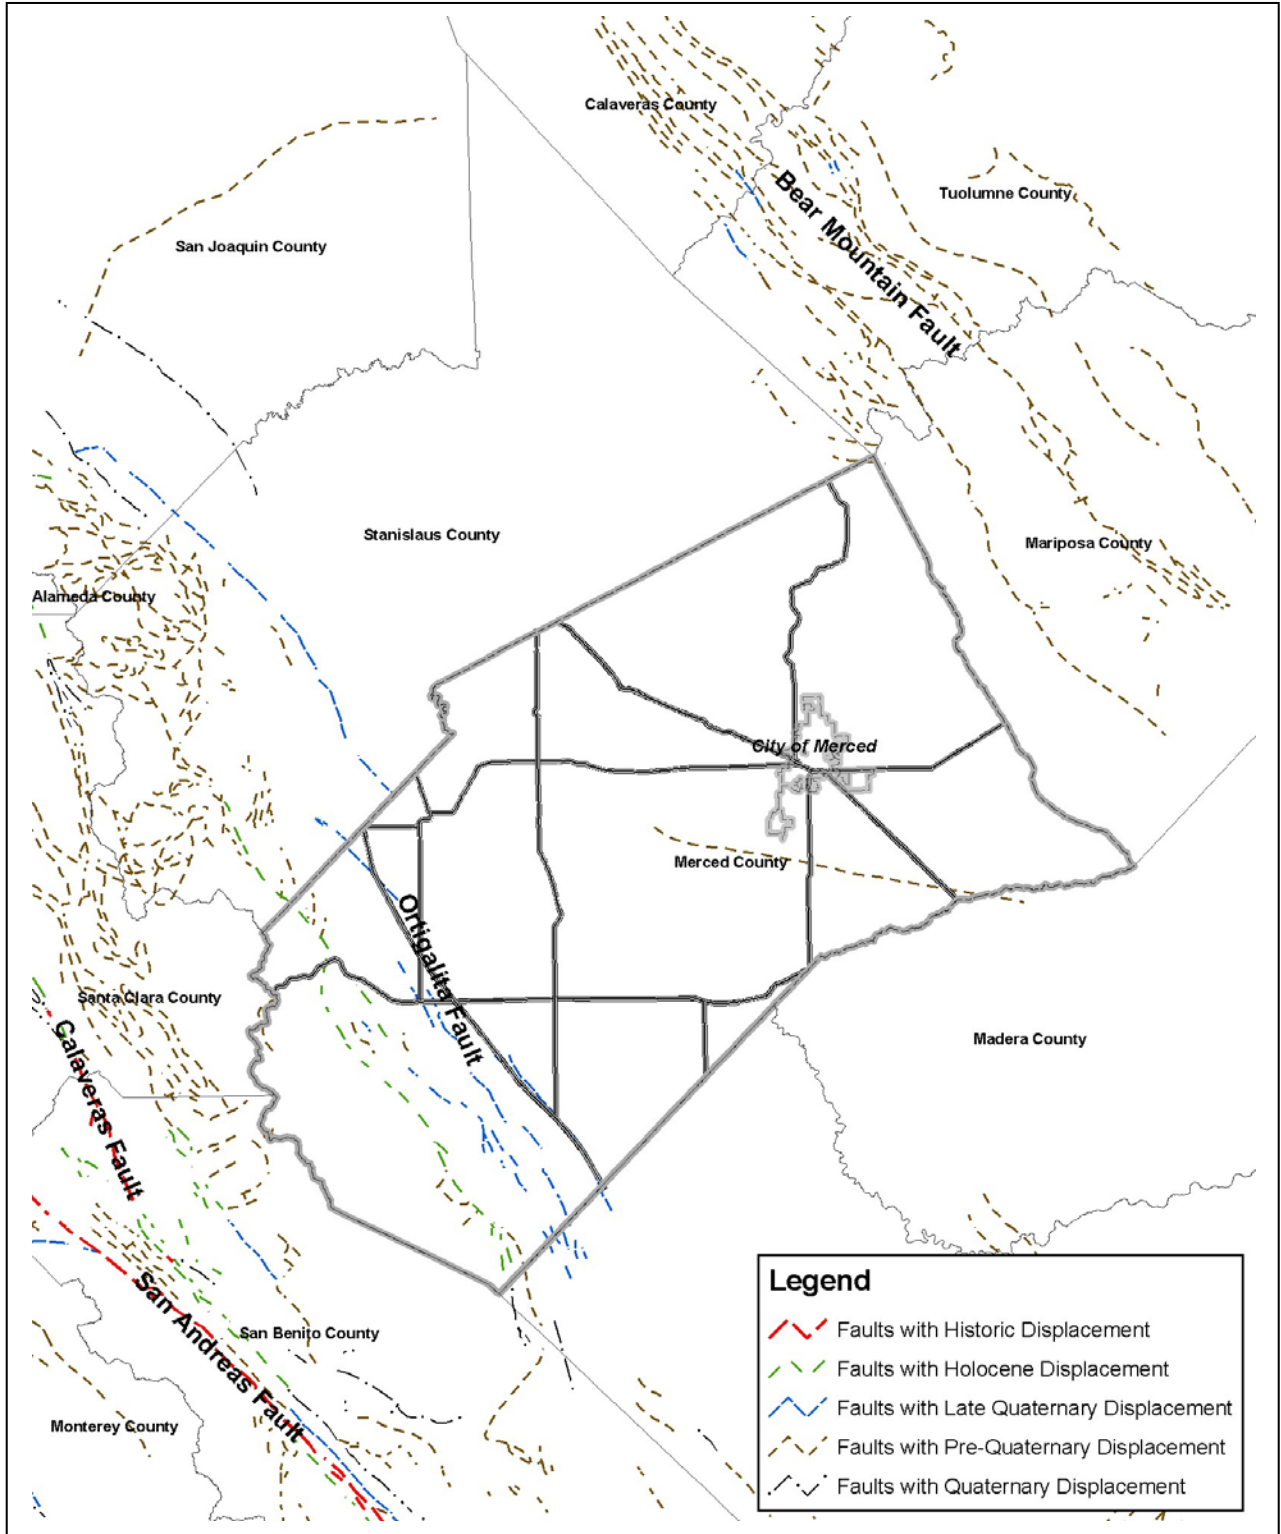 Calaveras County
Tuolumne County
Bear Mountain Fault
San Joaquin County
Stanislaus County
Mariposa County
Alameda County
City of Merced
Merced County
Ortigalita Fault
Santa Clara County
Calaveras Fault
Madera County
San Andreas Fault
San Benito County
Monterey County
Legend
Faults with Historic Displacement
Faults with Holocene Displacement
Faults with Late Quaternary Displacement
Faults with Pre-Quaternary Displacement
Faults with Quaternary Displacement